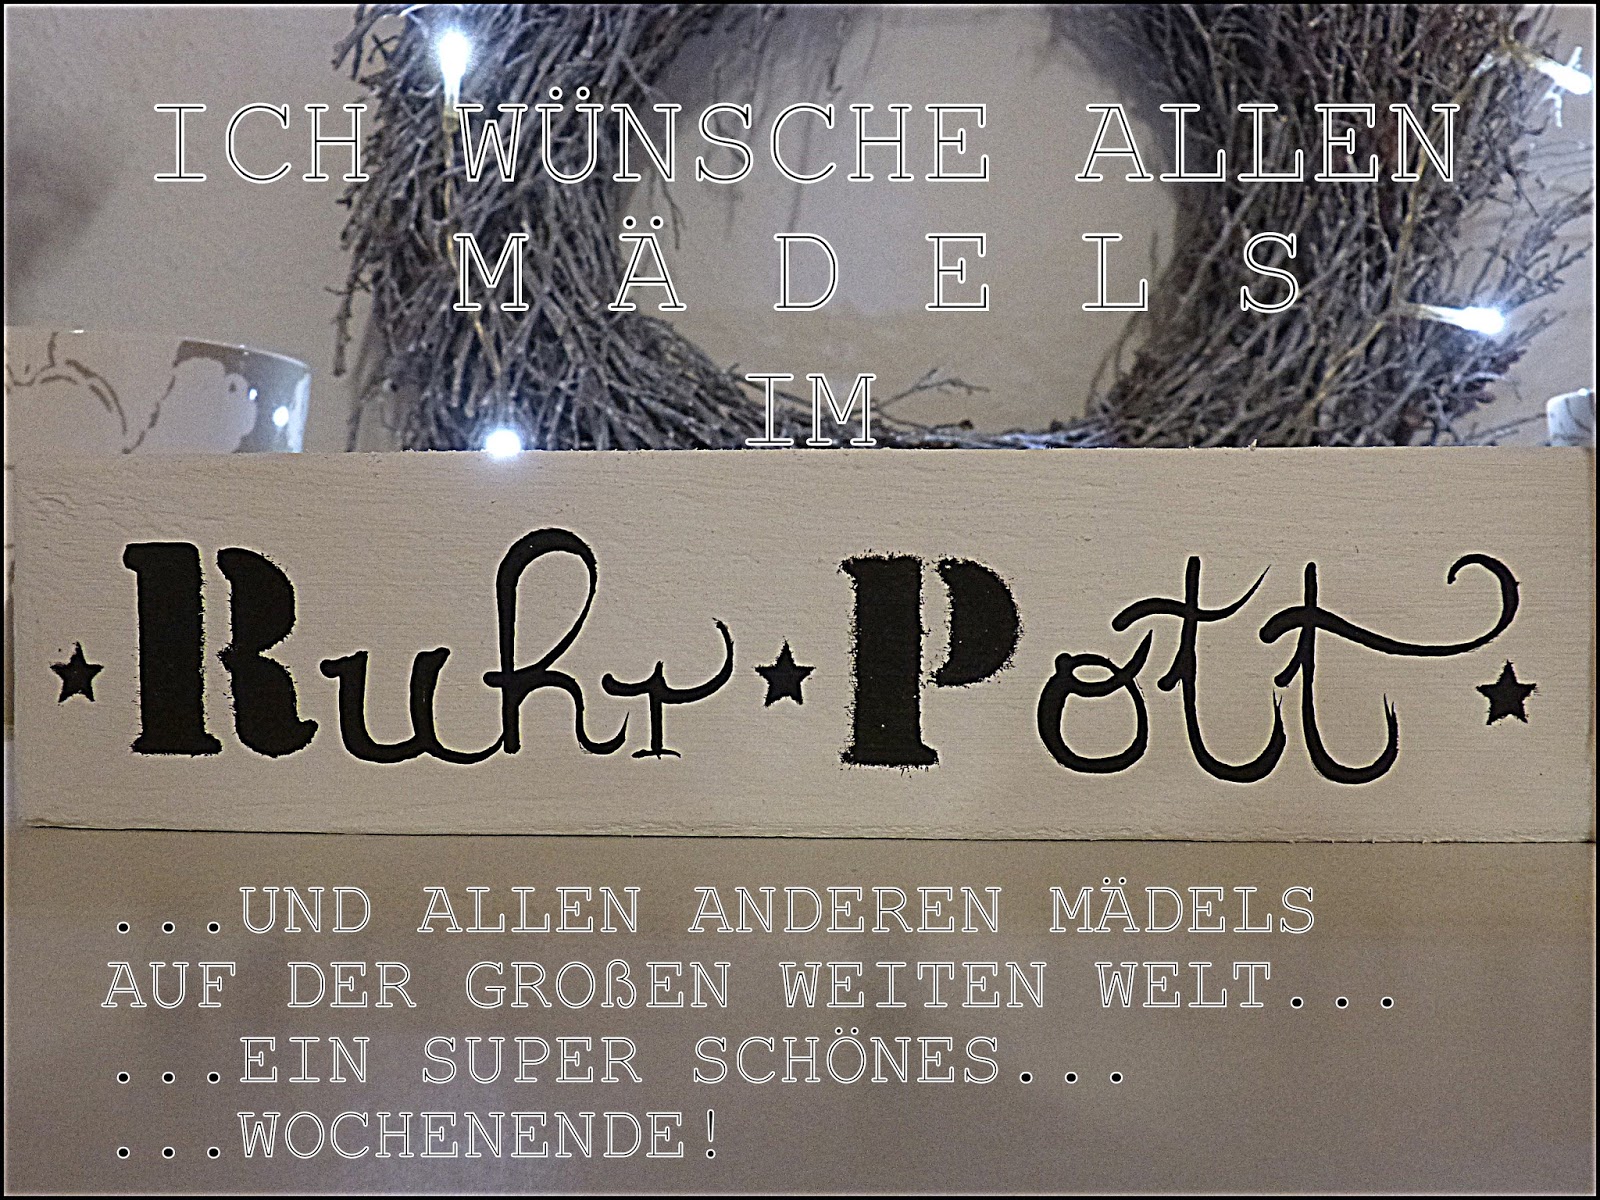 ICH WÜNSCHE ALLEN
MÄDELS
IM
★Ruhr★Pott★
...UND ALLEN ANDEREN MÄDELS
AUF DER GROßEN WEITEN WELT...
...EIN SUPER SCHÖNES...
...WOCHENENDE!